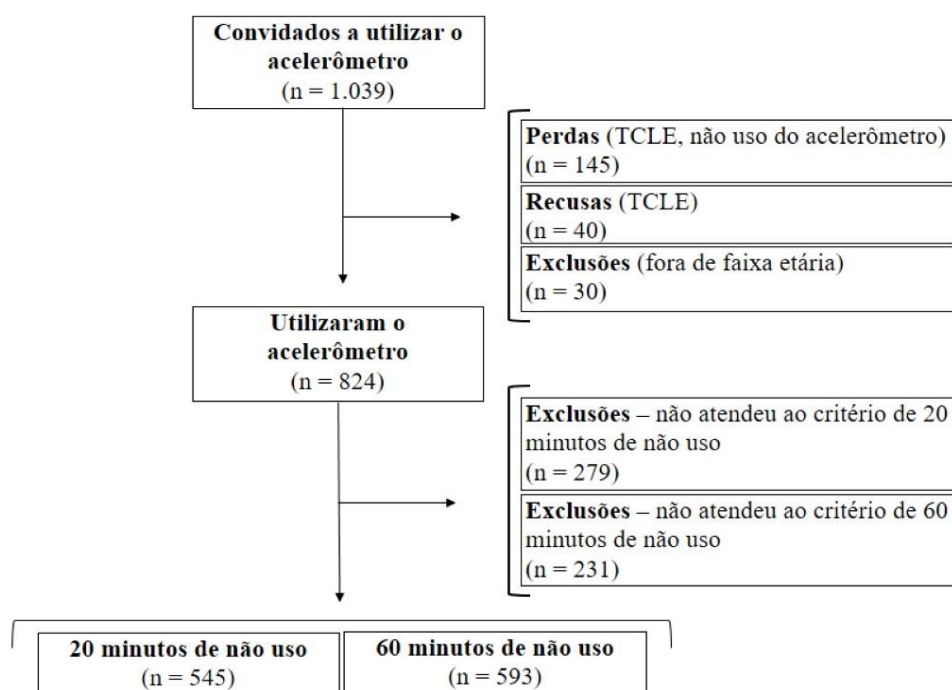 Convidados a utilizar o
acelerômetro
(n = 1.039)
Perdas (TCLE, não uso do acelerômetro)
(n = 145)
Recusas (TCLE)
(n = 40)
Exclusões (fora de faixa etária)
(n = 30)
Utilizaram o
acelerômetro
(n = 824)
Exclusões – não atendeu ao critério de 20
minutos de não uso
(n = 279)
Exclusões – não atendeu ao critério de 60
minutos de não uso
(n = 231)
20 minutos de não uso
(n = 545)
60 minutos de não uso
(n = 593)